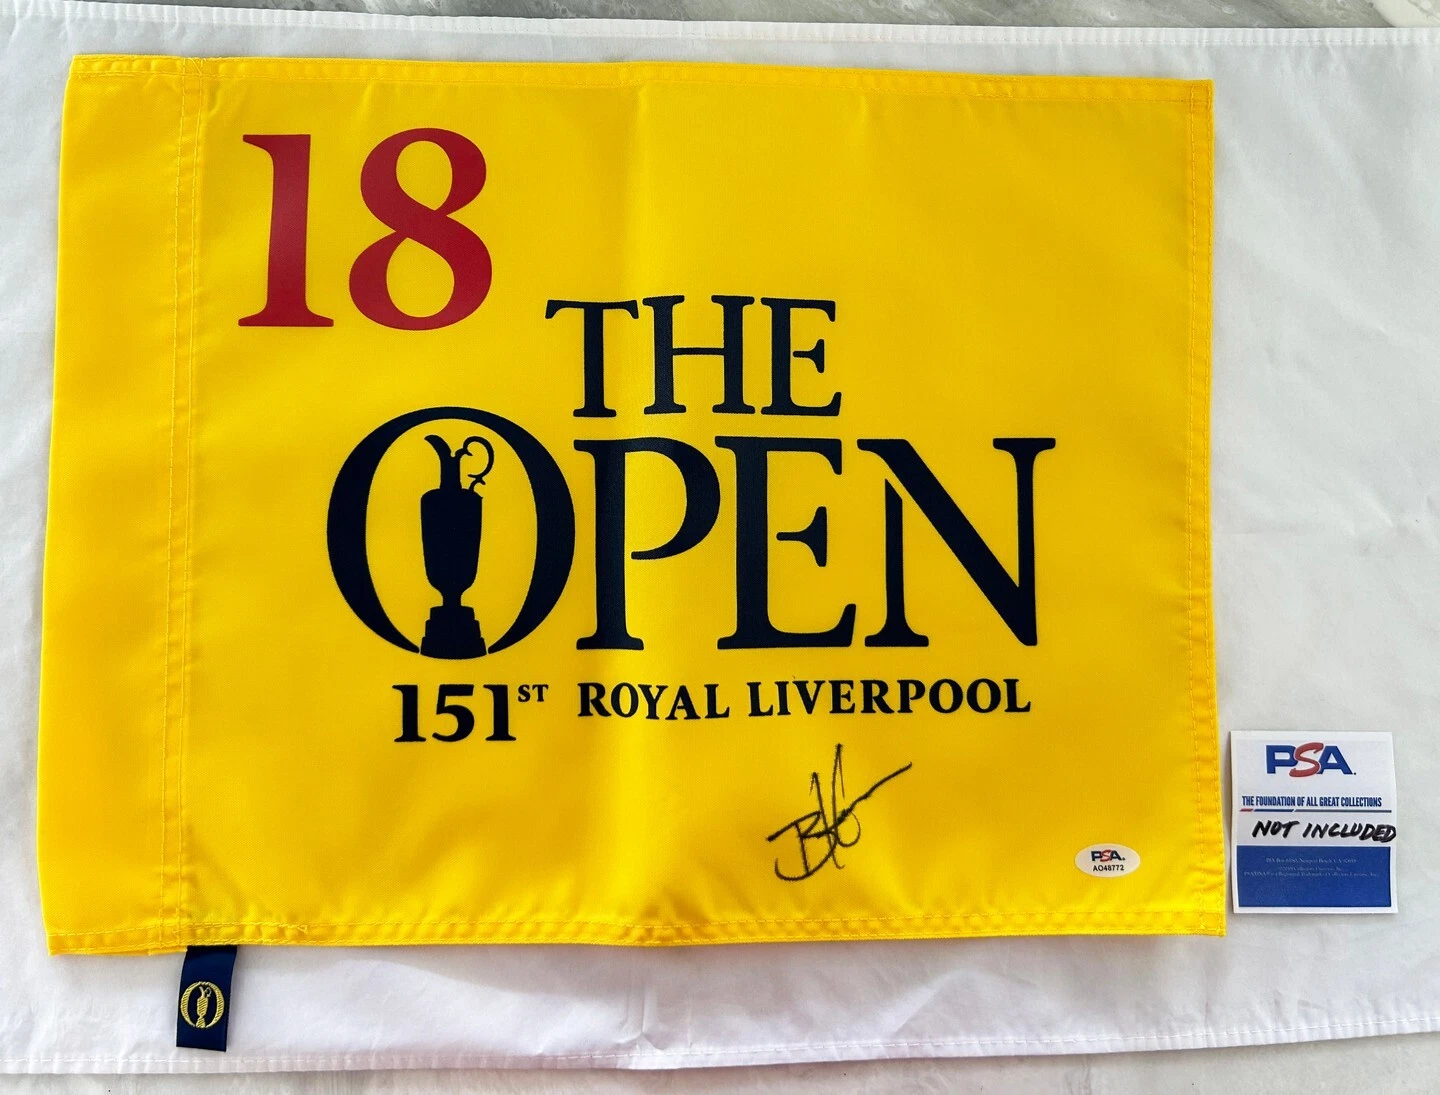 18
THE
OPEN
151ST ROYAL LIVERPOOL
PSA.
AO48772
PSA.
THE FOUNDATION OF ALL GREAT COLLECTIONS
NOT INCLUDED